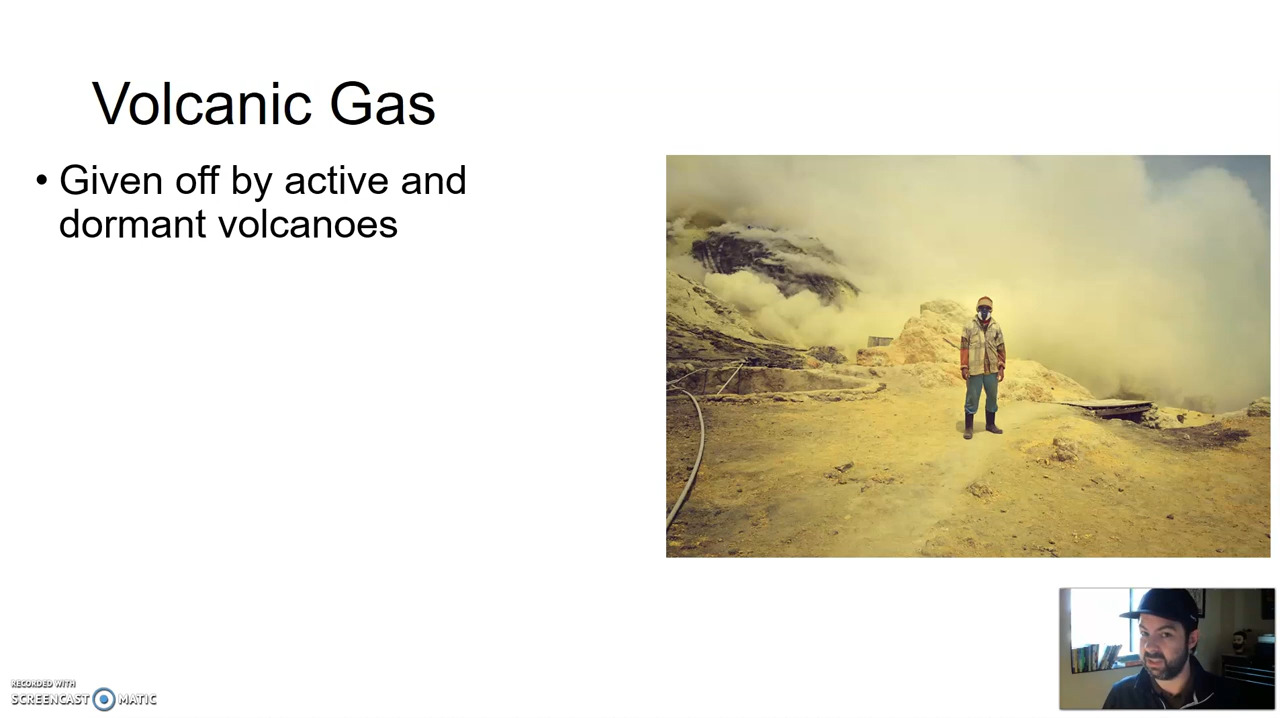 Volcanic Gas
• Given off by active and
dormant volcanoes
RECORDED WITH
SCREENCAST MATIC